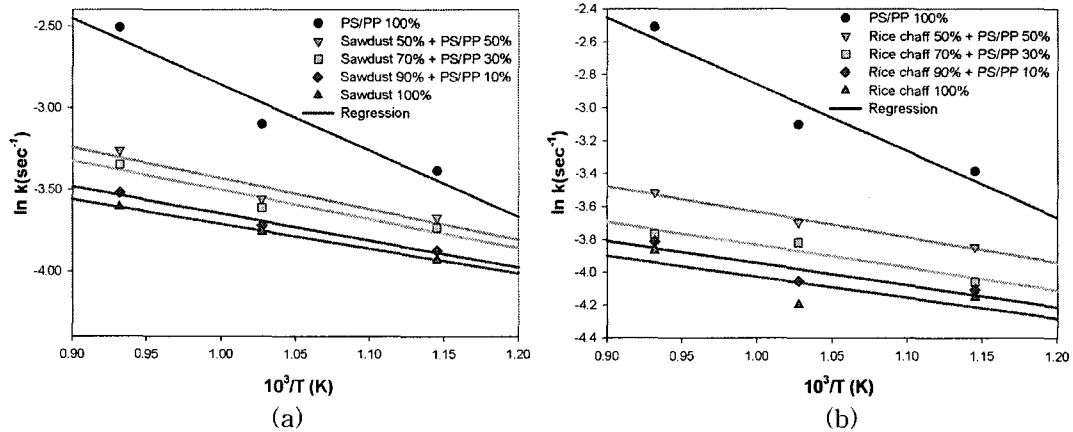 PS/PP 100%
Sawdust 50% + PS/PP 50%
Sawdust 70% + PS/PP 30%
Sawdust 90% + PS/PP 10%
Sawdust 100%
Regression
ln k(sec⁻¹)
-2.50
-3.00
-3.50
-4.00
0.90 0.95 1.00 1.05 1.10 1.15 1.20
10³/T (K)
(a)
PS/PP 100%
Rice chaff 50% + PS/PP 50%
Rice chaff 70% + PS/PP 30%
Rice chaff 90% + PS/PP 10%
Rice chaff 100%
Regression
ln k(sec⁻¹)
-2.4
-2.6
-2.8
-3.0
-3.2
-3.4
-3.6
-3.8
-4.0
-4.2
-4.4
0.90 0.95 1.00 1.05 1.10 1.15 1.20
10³/T (K)
(b)